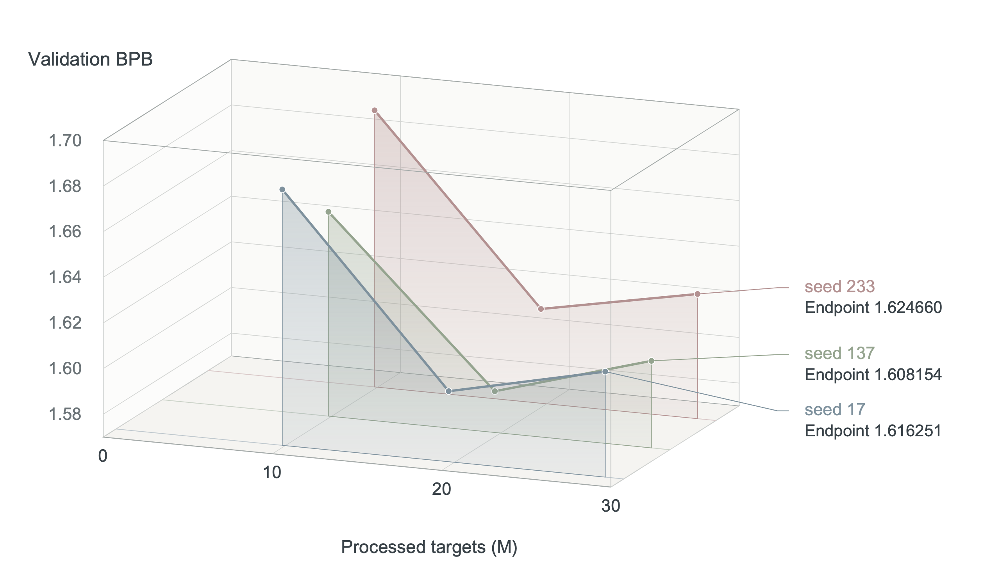 Validation BPB
1.70
1.68
1.66
1.64
1.62
1.60
1.58
0
10
20
30
Processed targets (M)
seed 233
Endpoint 1.624660
seed 137
Endpoint 1.608154
seed 17
Endpoint 1.616251